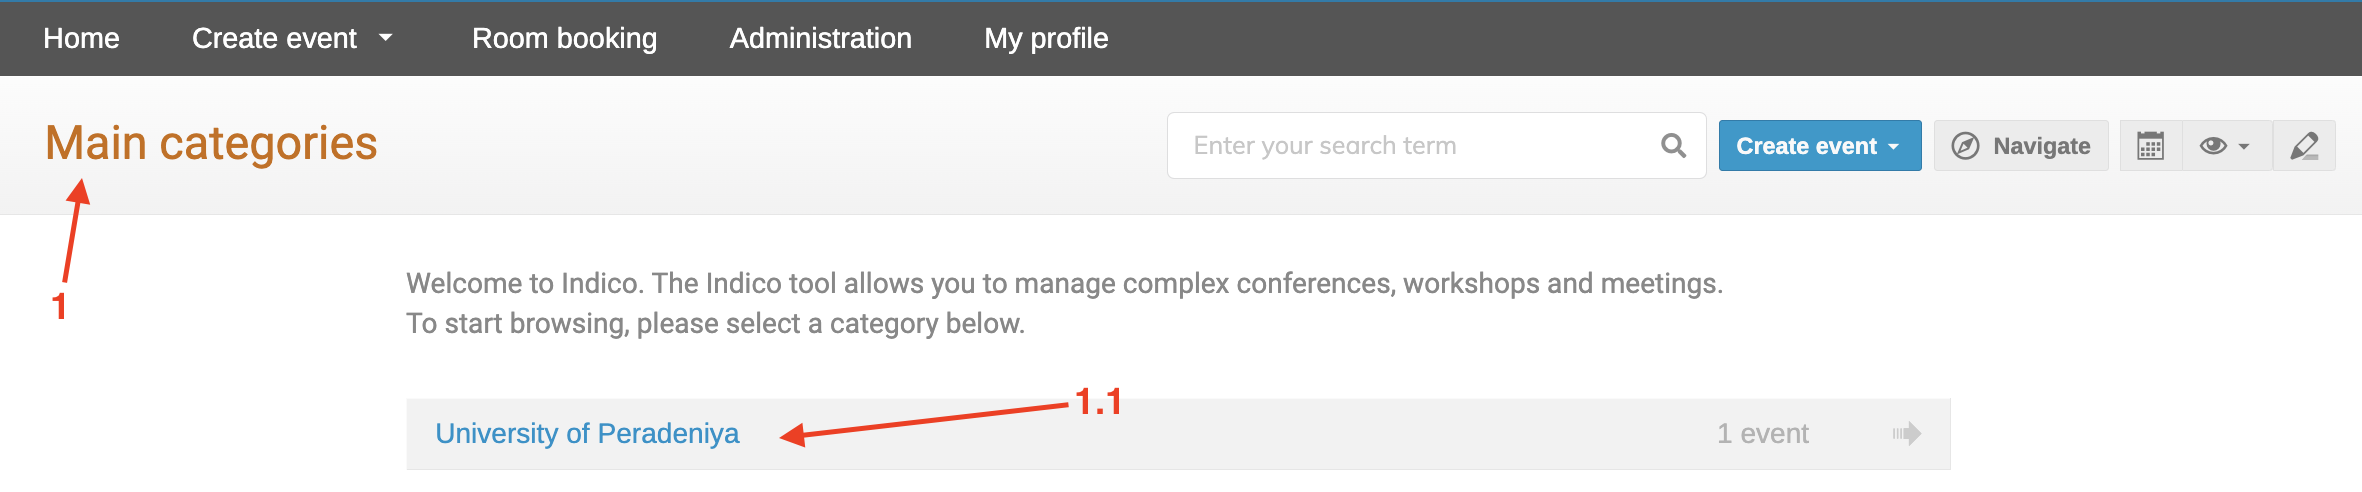 Home Create event Room booking Administration My profile
Main categories Enter your search term Create event Navigate
1
Welcome to Indico. The Indico tool allows you to manage complex conferences, workshops and meetings.
To start browsing, please select a category below.
1.1
University of Peradeniya 1 event